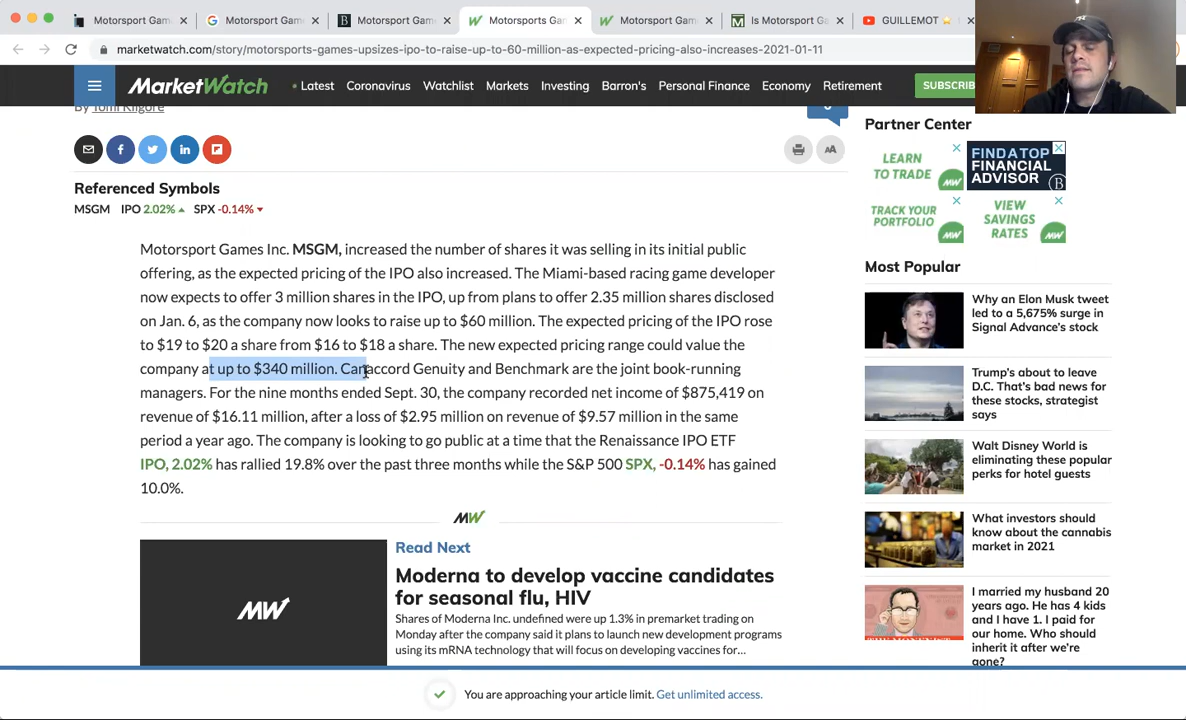 Motorsport Game
Motorsport Game
Motorsport Game
Motorsports Ga
Motorsport Game
Is Motorsport Ga
GUILLEMOT
marketwatch.com/story/motorsports-games-upsizes-ipo-to-raise-up-to-60-million-as-expected-pricing-also-increases-2021-01-11
MarketWatch
Latest Coronavirus Watchlist Markets Investing Barron's Personal Finance Economy Retirement SUBSCRIB
By Tomi Kilgore
Referenced Symbols
MSGM IPO 2.02% SPX -0.14%
Motorsport Games Inc. MSGM, increased the number of shares it was selling in its initial public
offering, as the expected pricing of the IPO also increased. The Miami-based racing game developer
now expects to offer 3 million shares in the IPO, up from plans to offer 2.35 million shares disclosed
on Jan. 6, as the company now looks to raise up to $60 million. The expected pricing of the IPO rose
to $19 to $20 a share from $16 to $18 a share. The new expected pricing range could value the
company at up to $340 million. Canaccord Genuity and Benchmark are the joint book-running
managers. For the nine months ended Sept. 30, the company recorded net income of $875,419 on
revenue of $16.11 million, after a loss of $2.95 million on revenue of $9.57 million in the same
period a year ago. The company is looking to go public at a time that the Renaissance IPO ETF
IPO, 2.02% has rallied 19.8% over the past three months while the S&P 500 SPX, -0.14% has gained
10.0%.
MW
Read Next
Moderna to develop vaccine candidates
for seasonal flu, HIV
Shares of Moderna Inc. undefined were up 1.3% in premarket trading on
Monday after the company said it plans to launch new development programs
using its mRNA technology that will focus on developing vaccines for...
MW
Partner Center
LEARN
TO TRADE
MW
FIND A TOP
FINANCIAL
ADVISOR
B
TRACK YOUR
PORTFOLIO
MW
VIEW
SAVINGS
RATES
MW
Most Popular
Why an Elon Musk tweet
led to a 5,675% surge in
Signal Advance's stock
Trump's about to leave
D.C. That's bad news for
these stocks, strategist
says
Walt Disney World is
eliminating these popular
perks for hotel guests
What investors should
know about the cannabis
market in 2021
I married my husband 20
years ago. He has 4 kids
and I have 1. I paid for
our home. Who should
inherit it after we're
gone?
You are approaching your article limit. Get unlimited access.